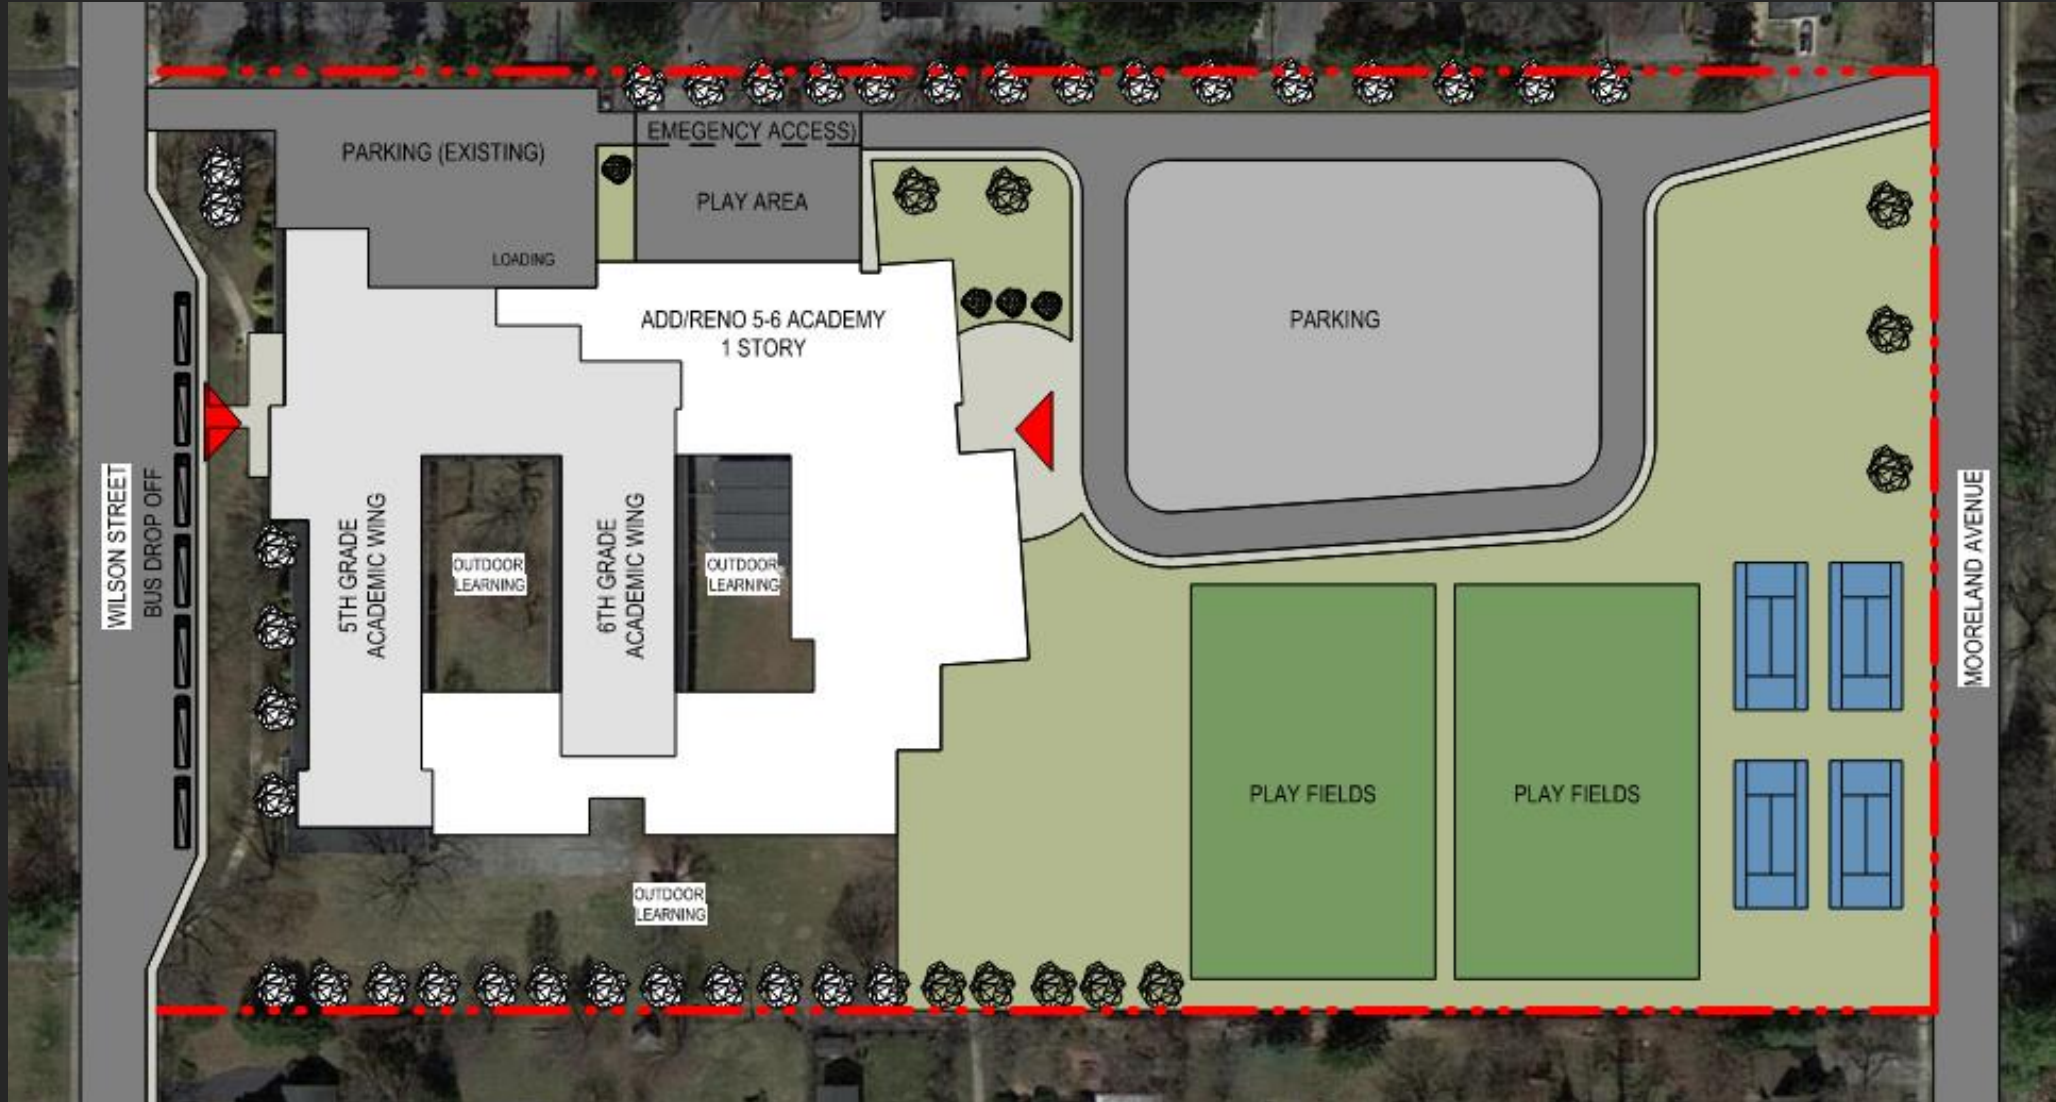 EMEGENCY ACCESS)
PARKING (EXISTING)
PLAY AREA
LOADING
ADD/RENO 5-6 ACADEMY
1 STORY
PARKING
WILSON STREET
BUS DROP OFF
5TH GRADE
ACADEMIC WING
OUTDOOR
LEARNING
6TH GRADE
ACADEMIC WING
OUTDOOR
LEARNING
MOORELAND AVENUE
PLAY FIELDS
PLAY FIELDS
OUTDOOR
LEARNING